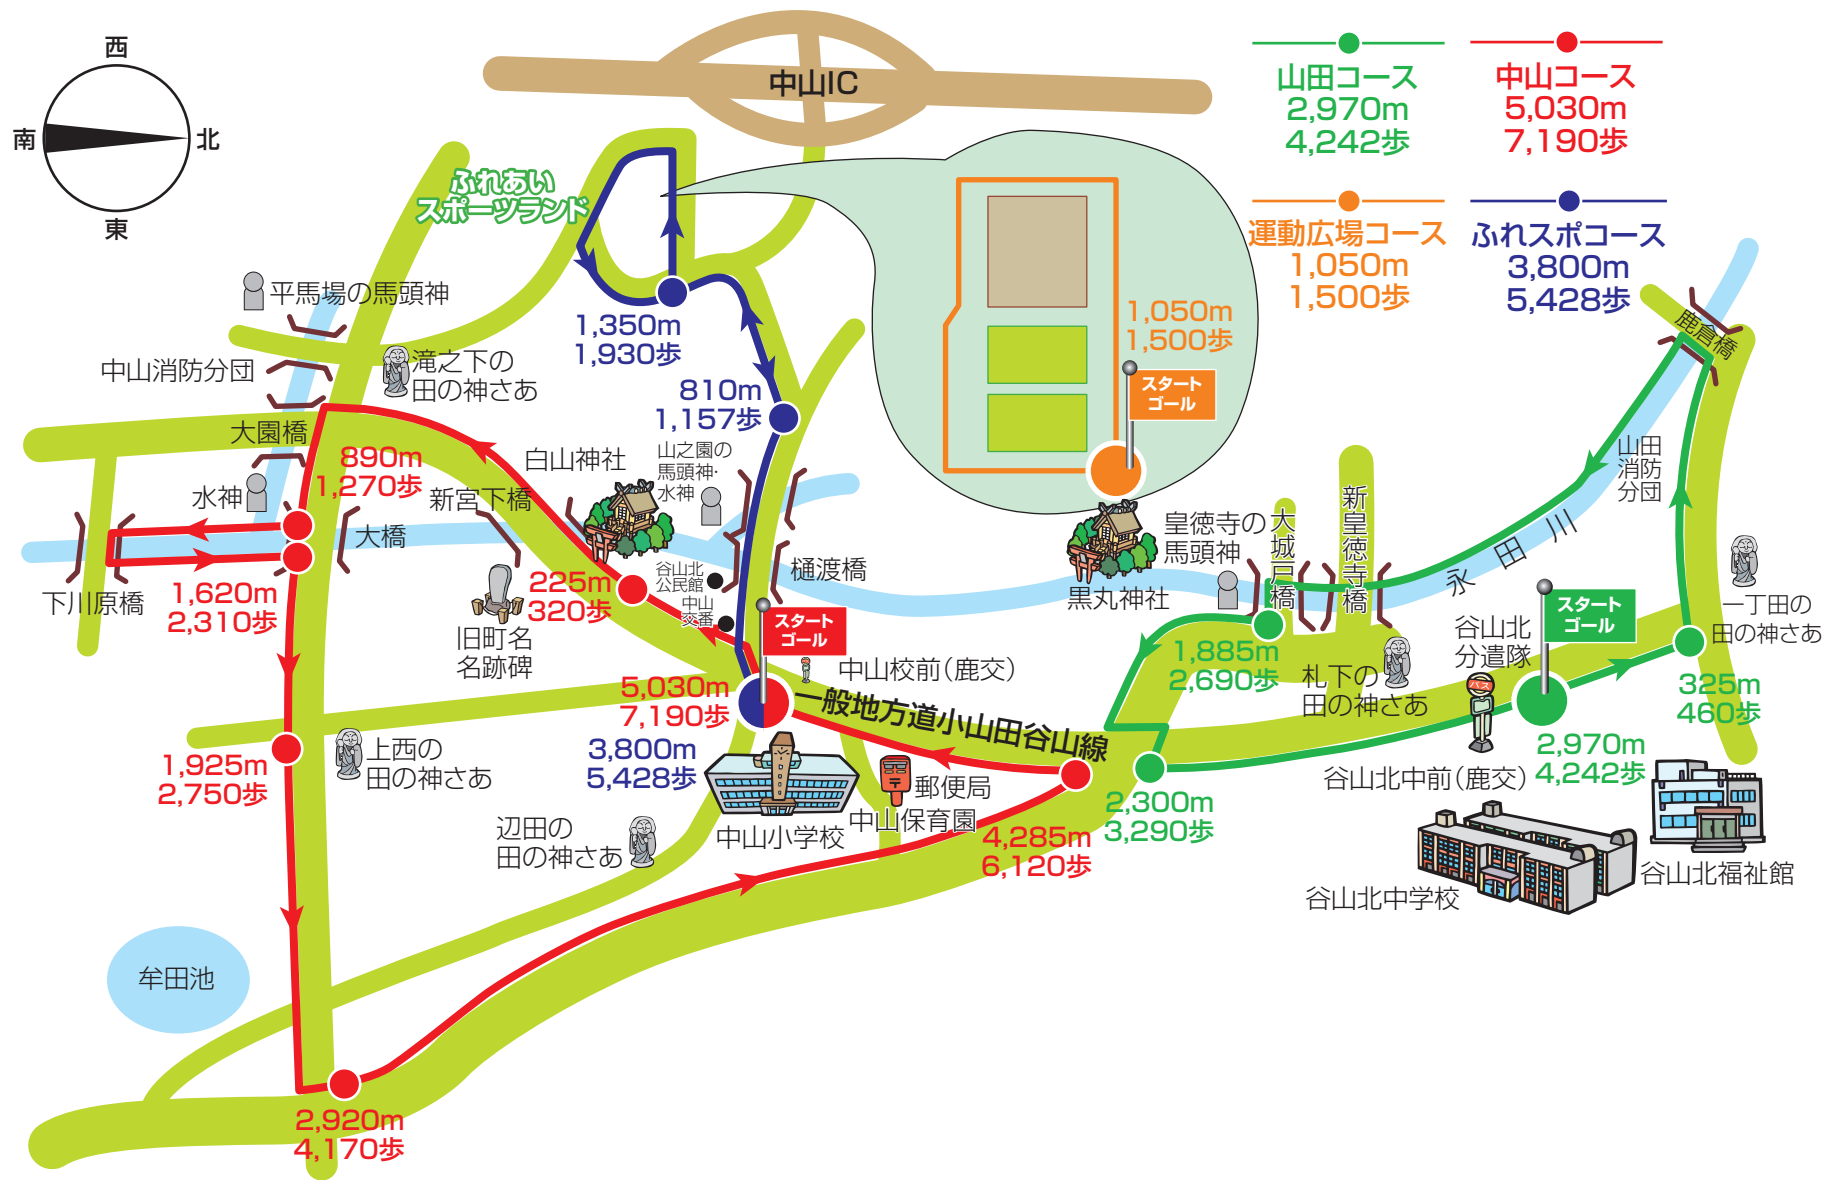 西
南
北
東
中山IC
山田コース
2,970m
4,242歩
中山コース
5,030m
7,190歩
運動広場コース
1,050m
1,500歩
ふれスポコース
3,800m
5,428歩
ふれあい
スポーツランド
平馬場の馬頭神
中山消防分団
滝之下の
田の神さあ
大園橋
1,350m
1,930歩
810m
1,157歩
1,050m
1,500歩
スタート
ゴール
鹿倉橋
山田
消防
分団
890m
1,270歩
水神
新宮下橋
白山神社
山之園の
馬頭神・
水神
大橋
下川原橋
1,620m
2,310歩
旧町名
名跡碑
225m
320歩
谷山北
公民館
中山
交番
樋渡橋
スタート
ゴール
黒丸神社
皇徳寺の
馬頭神
大城戸橋
新皇徳寺橋
永田川
1,885m
2,690歩
札下の
田の神さあ
谷山北
分遣隊
スタート
ゴール
一丁田の
田の神さあ
325m
460歩
中山校前(鹿交)
一般地方道小山田谷山線
5,030m
7,190歩
3,800m
5,428歩
1,925m
2,750歩
上西の
田の神さあ
辺田の
田の神さあ
中山小学校
郵便局
中山保育園
4,285m
6,120歩
2,300m
3,290歩
バス
谷山北中前(鹿交)
2,970m
4,242歩
谷山北中学校
谷山北福祉館
牟田池
2,920m
4,170歩